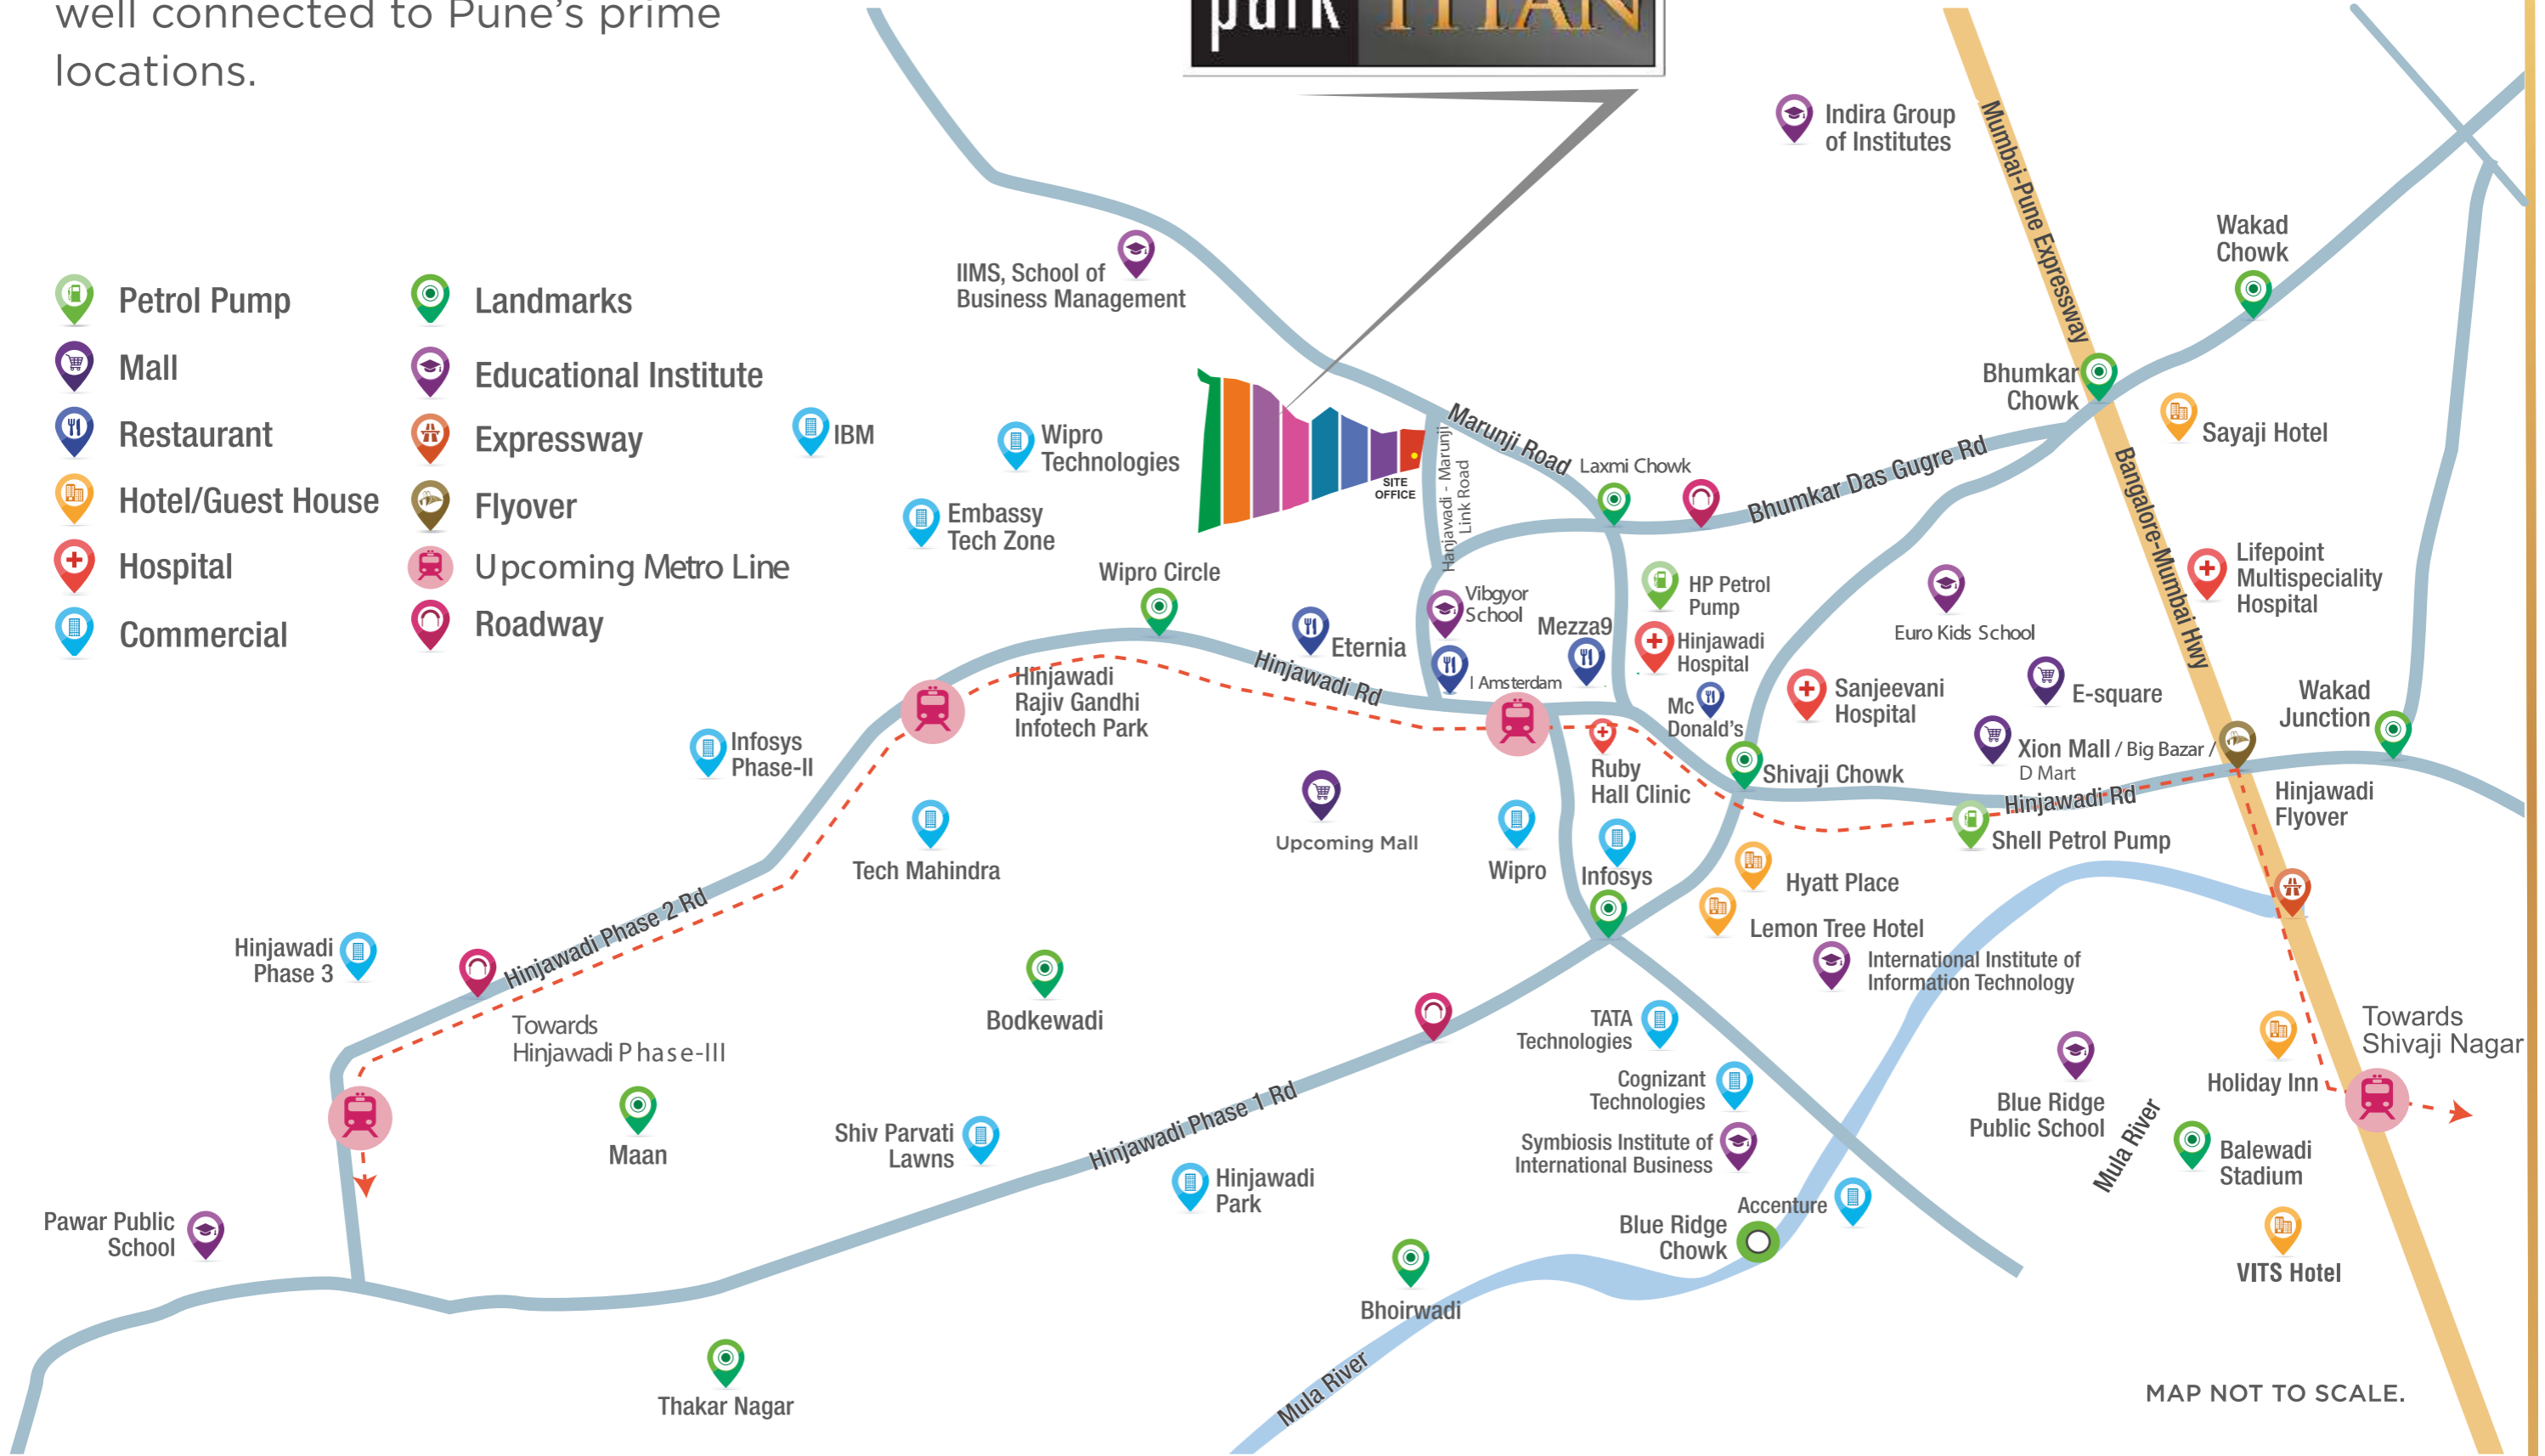 well connected to Pune's prime
locations.
park TITAN
Petrol Pump
Mall
Restaurant
Hotel/Guest House
Hospital
Commercial
Landmarks
Educational Institute
Expressway
Flyover
Upcoming Metro Line
Roadway
IIMS, School of
Business Management
Indira Group
of Institutes
Mumbai-Pune Expressway
Wakad
Chowk
Bhumkar
Chowk
Sayaji Hotel
IBM
Wipro
Technologies
Embassy
Tech Zone
SITE
OFFICE
Hanjawadi - Marunji
Link Road
Marunji Road
Laxmi Chowk
Bhumkar Das Gugre Rd
Bangalore-Mumbai Hwy
Lifepoint
Multispeciality
Hospital
Wipro Circle
Eternia
Vibgyor
School
Mezza9
I Amsterdam
HP Petrol
Pump
Hinjawadi
Hospital
Mc
Donald's
Sanjeevani
Hospital
Euro Kids School
E-square
Xion Mall / Big Bazar /
D Mart
Wakad
Junction
Hinjawadi Rd
Hinjawadi
Rajiv Gandhi
Infotech Park
Infosys
Phase-II
Tech Mahindra
Upcoming Mall
Wipro
Ruby
Hall Clinic
Infosys
Shivaji Chowk
Hinjawadi Rd
Shell Petrol Pump
Hinjawadi
Flyover
Hyatt Place
Lemon Tree Hotel
International Institute of
Information Technology
Hinjawadi
Phase 3
Hinjawadi Phase 2 Rd
Towards
Hinjawadi Phase-III
Bodkewadi
Maan
Shiv Parvati
Lawns
Hinjawadi Phase 1 Rd
Hinjawadi
Park
TATA
Technologies
Cognizant
Technologies
Symbiosis Institute of
International Business
Accenture
Blue Ridge
Chowk
Blue Ridge
Public School
Mula River
Holiday Inn
Towards
Shivaji Nagar
Balewadi
Stadium
VITS Hotel
Pawar Public
School
Bhoirwadi
Thakar Nagar
Mula River
MAP NOT TO SCALE.